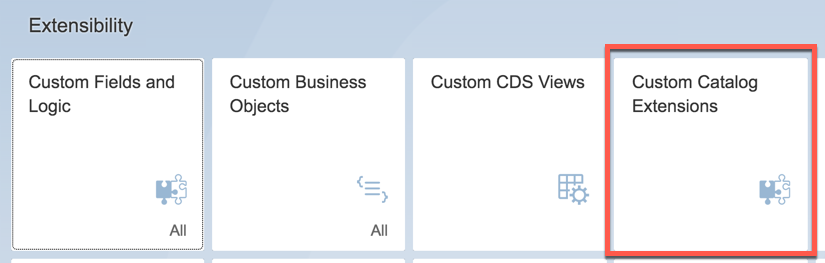 Extensibility
Custom Fields and
Logic
All
Custom Business
Objects
All
Custom CDS Views
Custom Catalog
Extensions